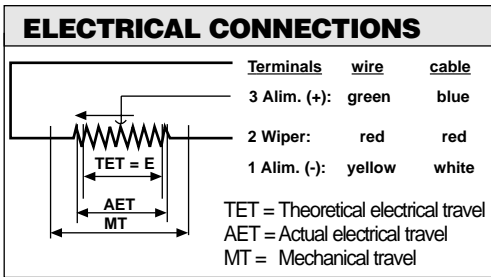 ELECTRICAL CONNECTIONS
Terminals wire cable
3 Alim. (+): green blue
2 Wiper: red red
1 Alim. (-): yellow white
TET = E
AET
MT
TET = Theoretical electrical travel
AET = Actual electrical travel
MT = Mechanical travel